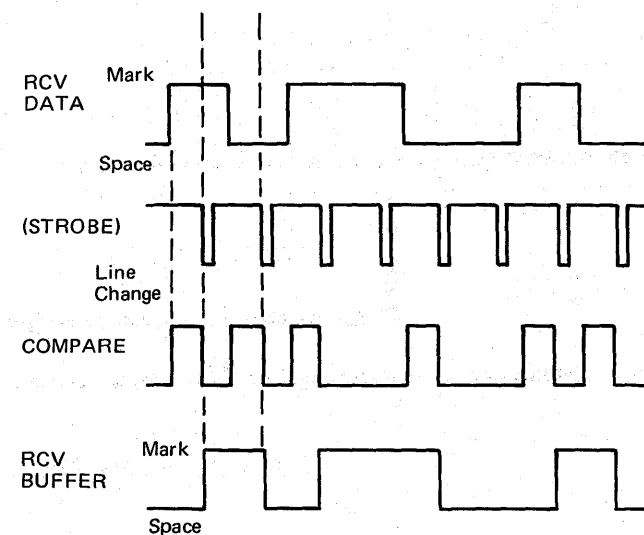 RCV
DATA
Mark
Space
(STROBE)
Line
Change
COMPARE
RCV
BUFFER
Mark
Space